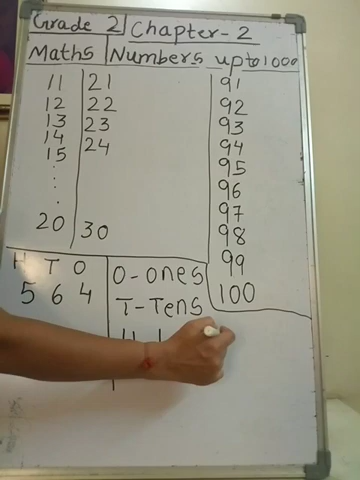 Grade 2 Chapter-2
Maths Numbers upto 1000
11 21 91
12 22 92
13 23 93
14 24 94
15 95
96
97
20 30 98
99
100
H T O
5 6 4
O-Ones
T-Tens